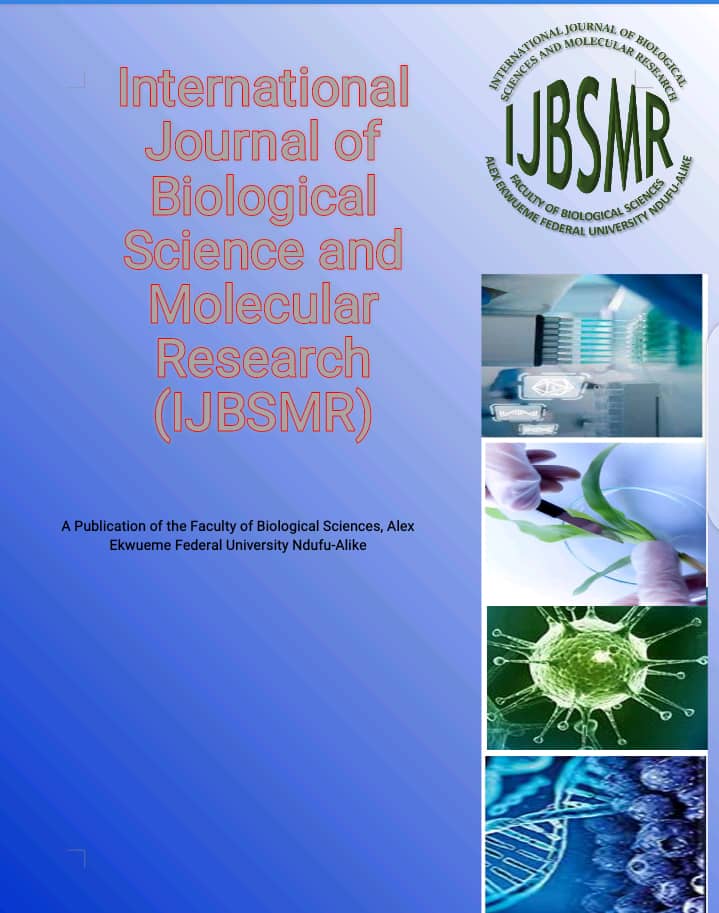 International
Journal of
Biological
Science and
Molecular
Research
(IJBSMR)
A Publication of the Faculty of Biological Sciences, Alex
Ekwueme Federal University Ndufu-Alike
INTERNATIONAL JOURNAL OF BIOLOGICAL
SCIENCES AND MOLECULAR RESEARCH
IJBSMR
FACULTY OF BIOLOGICAL SCIENCES
ALEX EKWUEME FEDERAL UNIVERSITY NDUFU-ALIKE